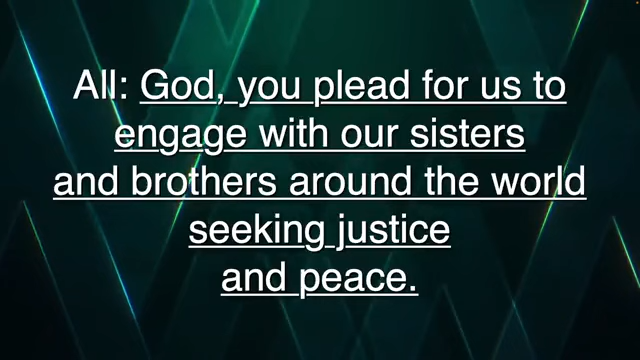 All: God, you plead for us to
engage with our sisters
and brothers around the world
seeking justice
and peace.